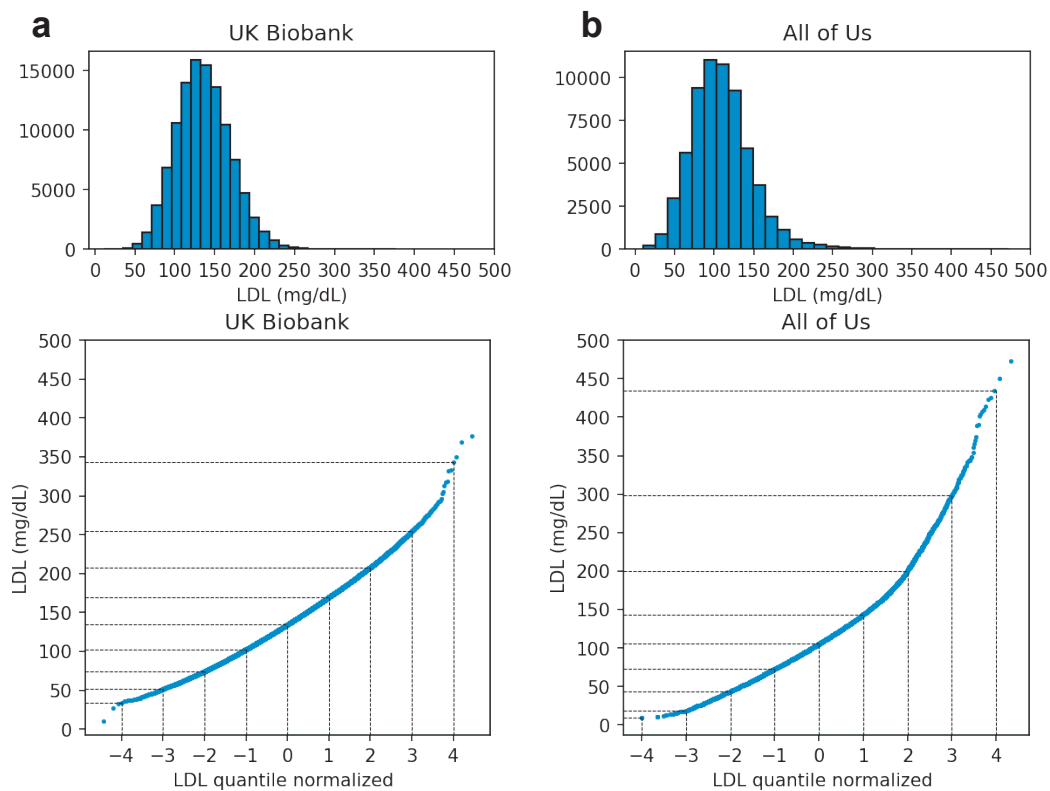 a
UK Biobank
15000
10000
5000
0
0 50 100 150 200 250 300 350 400 450 500
LDL (mg/dL)
b
All of Us
10000
7500
5000
2500
0
0 50 100 150 200 250 300 350 400 450 500
LDL (mg/dL)
UK Biobank
500
450
400
350
300
250
200
150
100
50
0
LDL (mg/dL)
−4 −3 −2 −1 0 1 2 3 4
LDL quantile normalized
All of Us
500
450
400
350
300
250
200
150
100
50
0
LDL (mg/dL)
−4 −3 −2 −1 0 1 2 3 4
LDL quantile normalized